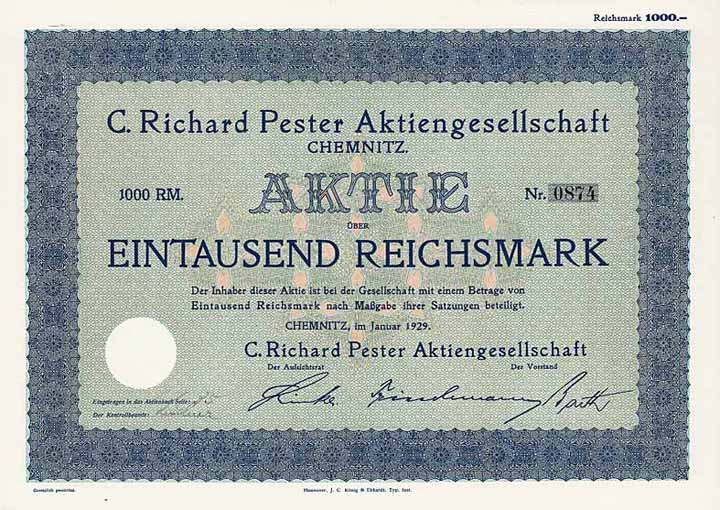 Reichsmark 1000.–
C. Richard Pester Aktiengesellschaft
CHEMNITZ.
1000 RM. AKTIE Nr. 0874
ÜBER
EINTAUSEND REICHSMARK
Der Inhaber dieser Aktie ist bei der Gesellschaft mit einem Betrage von
Eintausend Reichsmark nach Maßgabe ihrer Satzungen beteiligt.
CHEMNITZ, im Januar 1929.
C. Richard Pester Aktiengesellschaft
Der Aufsichtsrat Der Vorstand
Eingetragen in das Aktienbuch Seite:
Der Kontrollbeamte:
Gesetzlich geschützt. Hannover, J. C. König & Ebhardt, Typ. Inst.